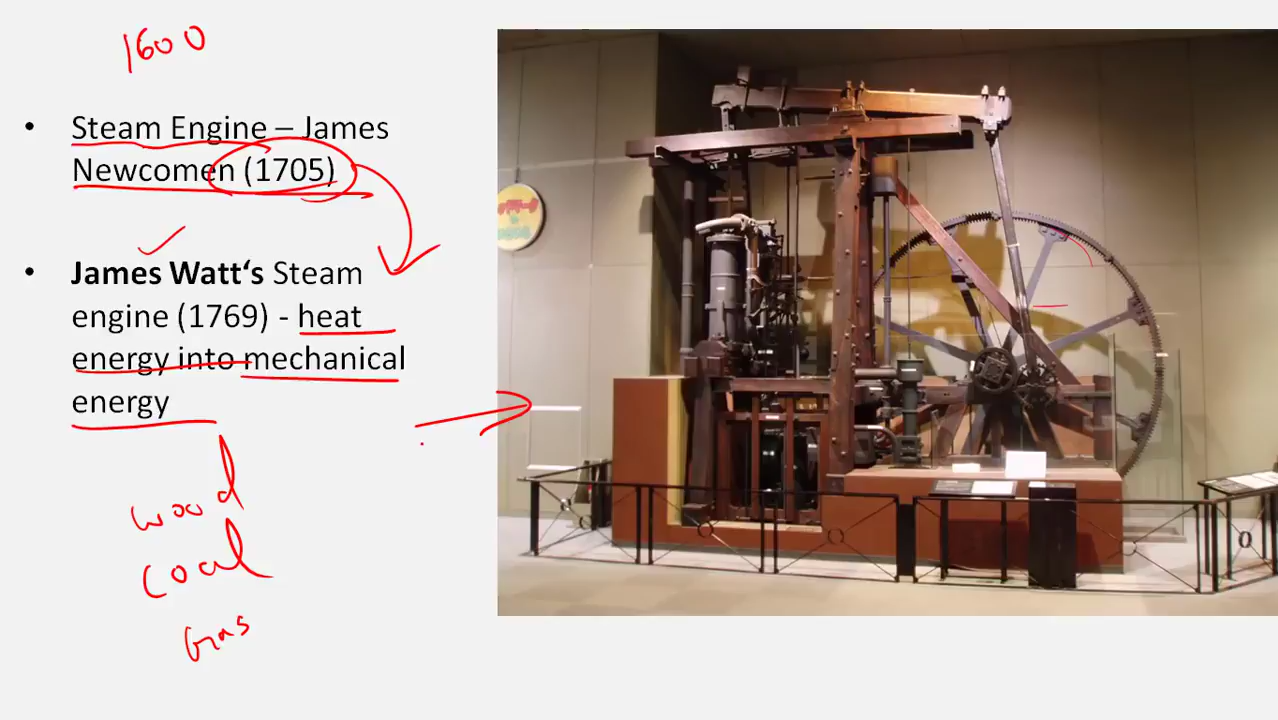 1600
• Steam Engine – James
Newcomen (1705)
• James Watt‘s Steam
engine (1769) - heat
energy into mechanical
energy
wood
coal
Gas